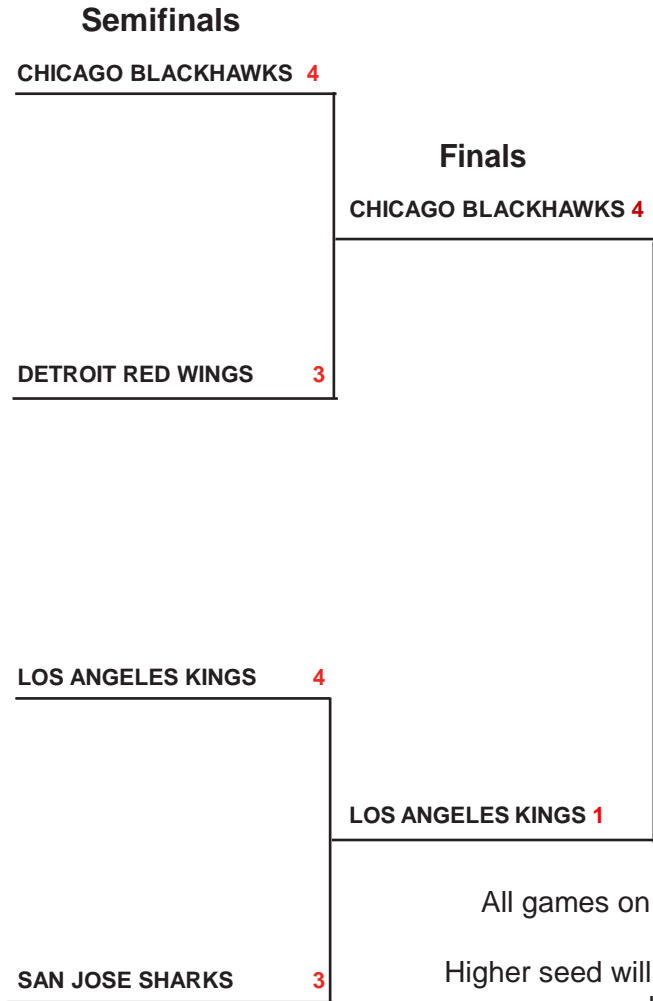 Semifinals
CHICAGO BLACKHAWKS 4
Finals
CHICAGO BLACKHAWKS 4
DETROIT RED WINGS 3
LOS ANGELES KINGS 4
LOS ANGELES KINGS 1
All games on
SAN JOSE SHARKS 3
Higher seed will